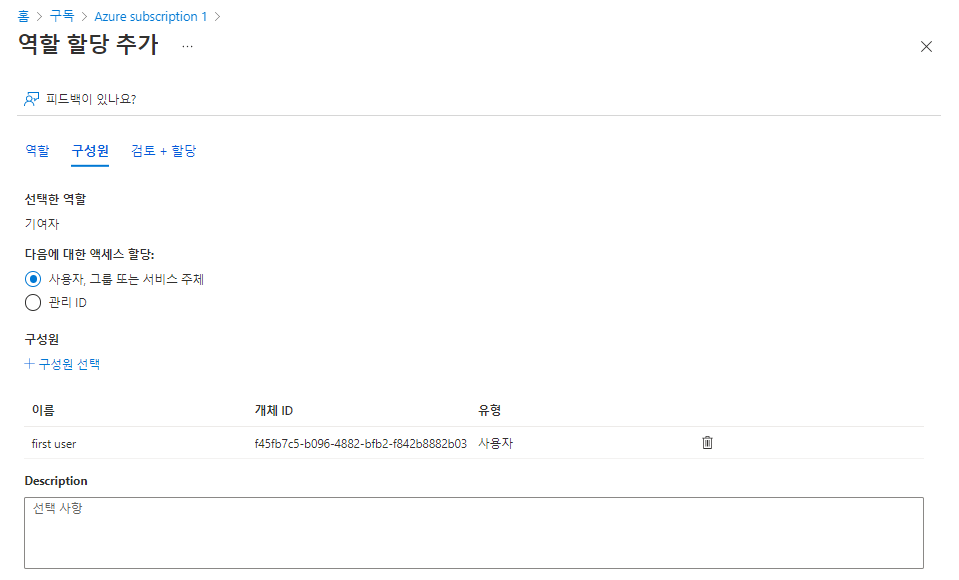 홈 > 구독 > Azure subscription 1 >
역할 할당 추가 ...
피드백이 있나요?
역할 구성원 검토 + 할당
선택한 역할
기여자
다음에 대한 액세스 할당:
사용자, 그룹 또는 서비스 주체
관리 ID
구성원
+ 구성원 선택
이름 개체 ID 유형
first user f45fb7c5-b096-4882-bfb2-f842b8882b03 사용자
Description
선택 사항